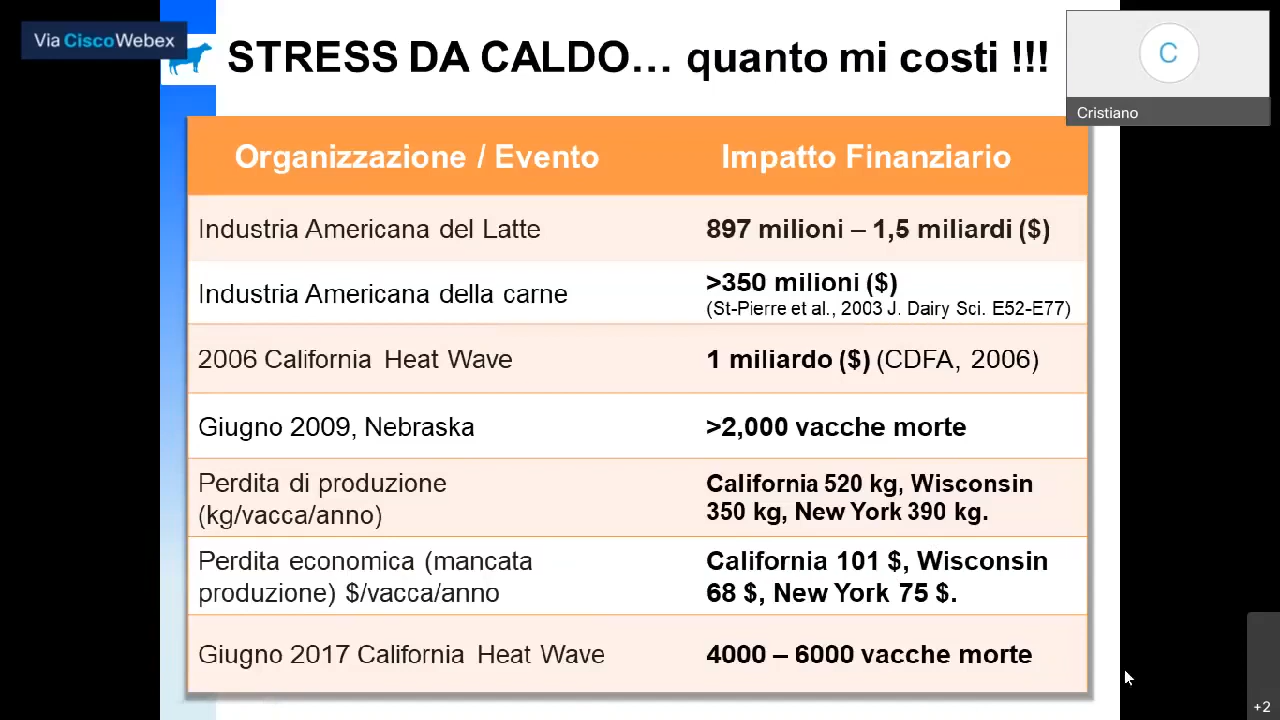 Via CiscoWebex
STRESS DA CALDO… quanto mi costi !!!
C
Cristiano
Organizzazione / Evento
Impatto Finanziario
Industria Americana del Latte
897 milioni – 1,5 miliardi ($)
Industria Americana della carne
>350 milioni ($)
(St-Pierre et al., 2003 J. Dairy Sci. E52-E77)
2006 California Heat Wave
1 miliardo ($) (CDFA, 2006)
Giugno 2009, Nebraska
>2,000 vacche morte
Perdita di produzione
(kg/vacca/anno)
California 520 kg, Wisconsin
350 kg, New York 390 kg.
Perdita economica (mancata
produzione) $/vacca/anno
California 101 $, Wisconsin
68 $, New York 75 $.
Giugno 2017 California Heat Wave
4000 – 6000 vacche morte
+2